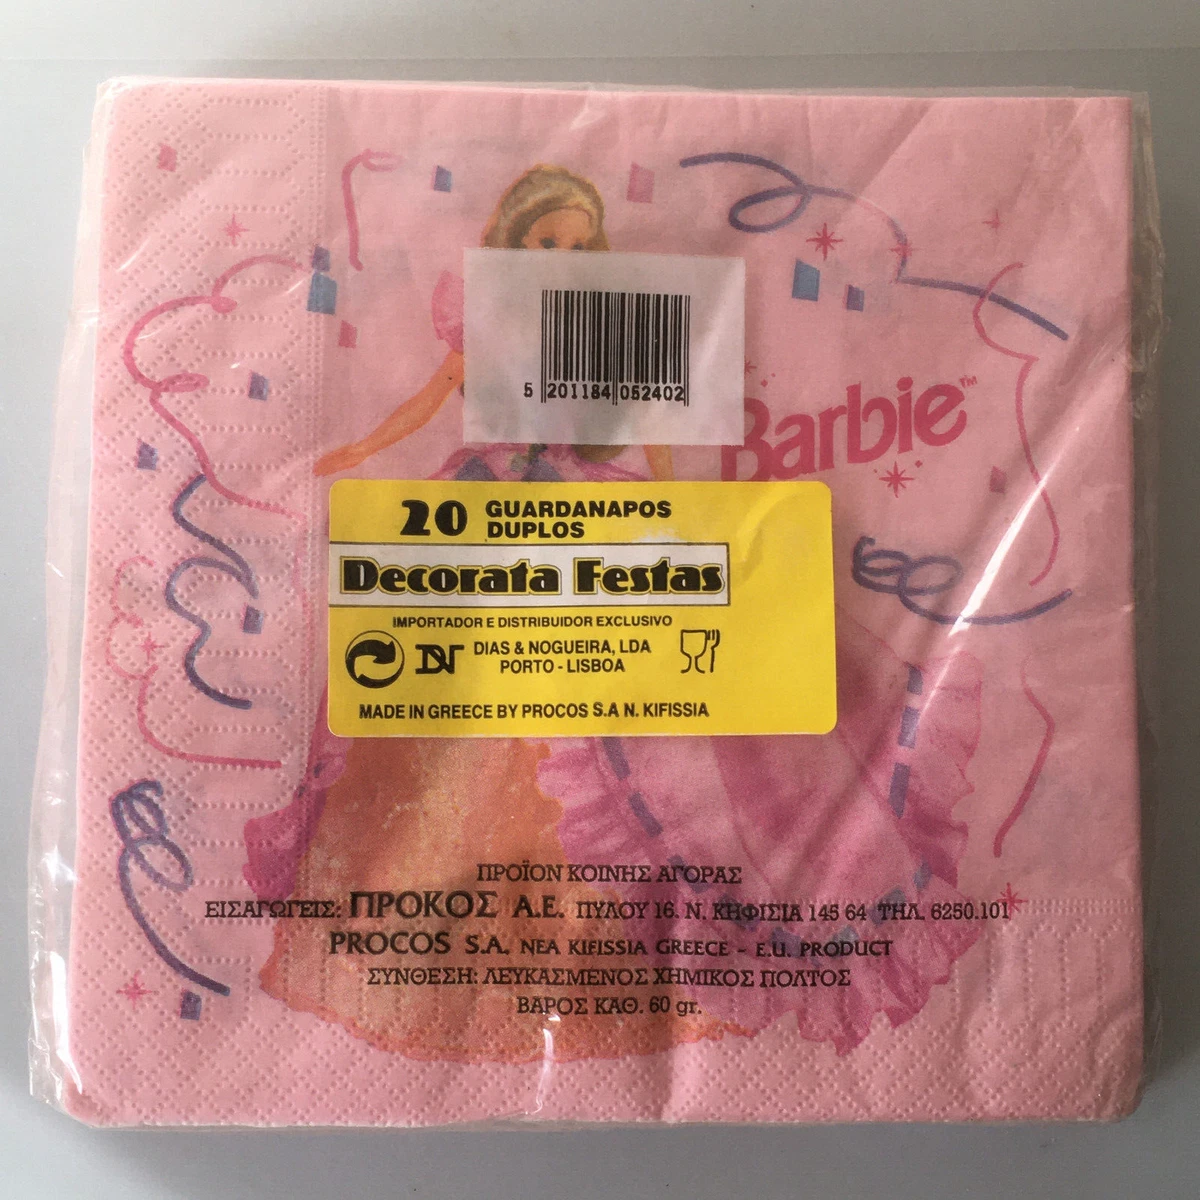 5 201184 052402
Barbie™
20 GUARDANAPOS
DUPLOS
Decorata Festas
IMPORTADOR E DISTRIBUIDOR EXCLUSIVO
DN DIAS & NOGUEIRA, LDA
PORTO - LISBOA
MADE IN GREECE BY PROCOS S.A N. KIFISSIA
ΠΡΟΪΟΝ ΚΟΙΝΗΣ ΑΓΟΡΑΣ
ΕΙΣΑΓΩΓΕΙΣ: ΠΡΟΚΟΣ Α.Ε. ΠΥΛΟΥ 16. Ν. ΚΗΦΙΣΙΑ 145 64 ΤΗΛ. 6250.101
PROCOS S.A. NEA KIFISSIA GREECE - E.U. PRODUCT
ΣΥΝΘΕΣΗ: ΛΕΥΚΑΣΜΕΝΟΣ ΧΗΜΙΚΟΣ ΠΟΛΤΟΣ
ΒΑΡΟΣ ΚΑΘ. 60 gr.